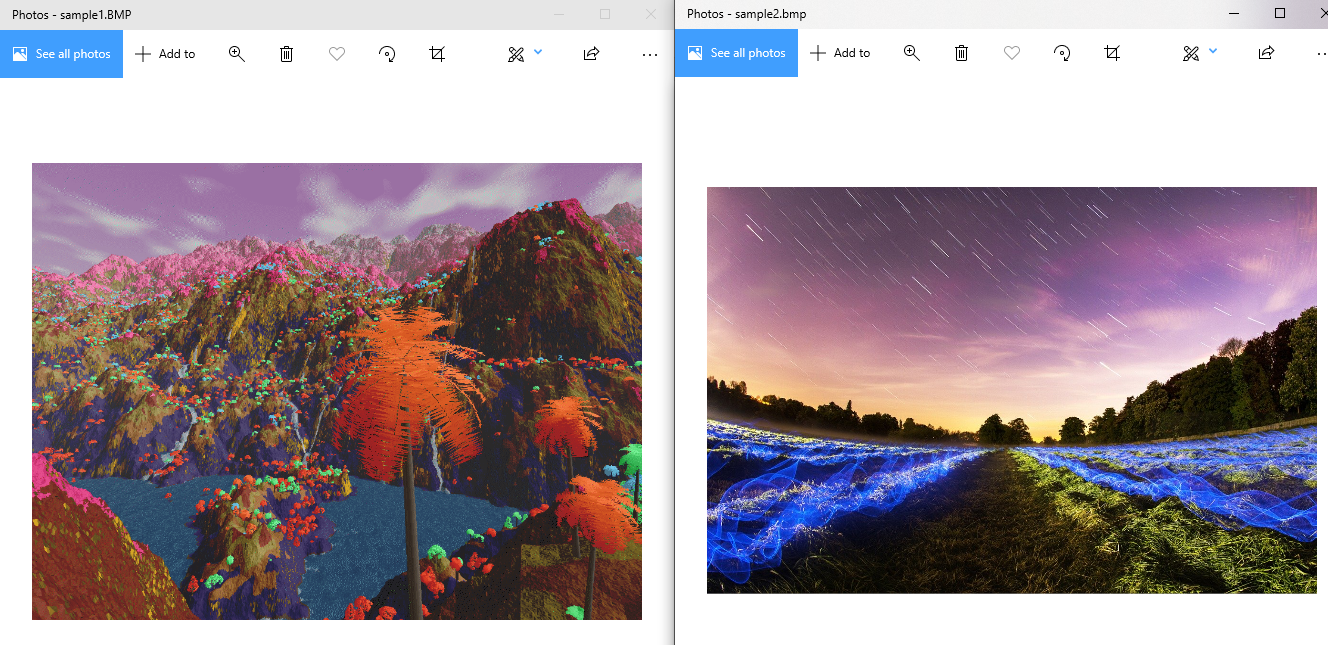 Photos - sample1.BMP
See all photos
Add to
Photos - sample2.bmp
See all photos
Add to